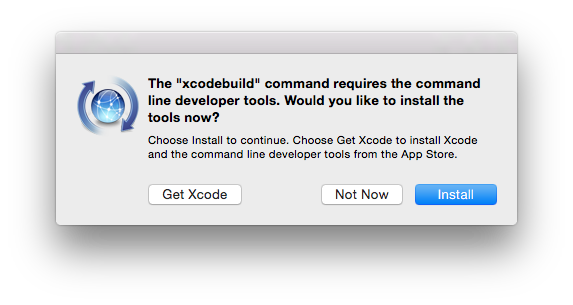 The "xcodebuild" command requires the command
line developer tools. Would you like to install the
tools now?
Choose Install to continue. Choose Get Xcode to install Xcode
and the command line developer tools from the App Store.
Get Xcode
Not Now
Install